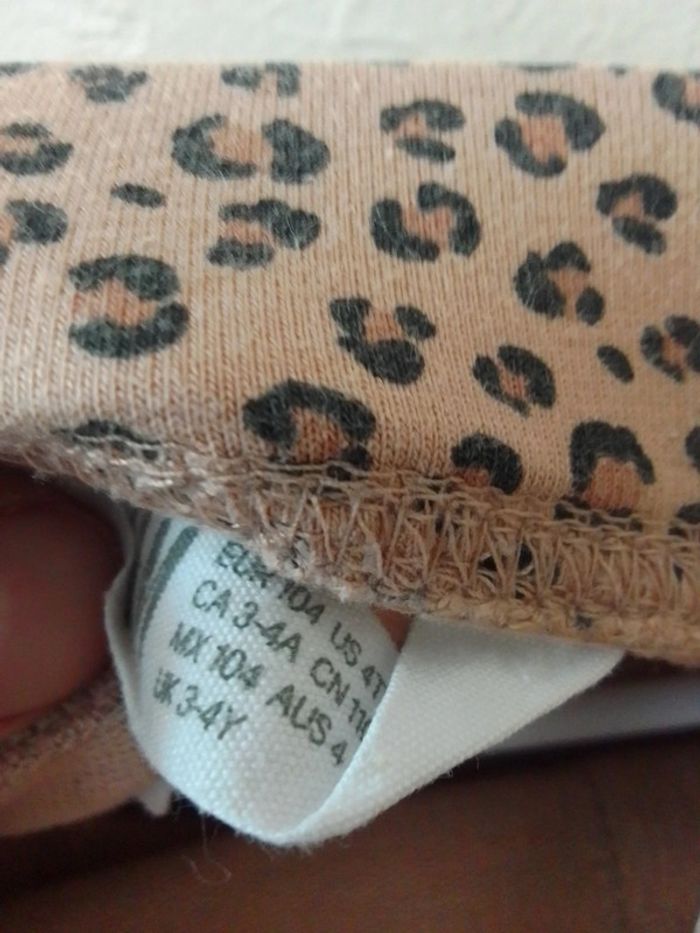 EUR 104 US 4T
CA 3-4A CN
MX 104 AUS 4
UK 3-4Y